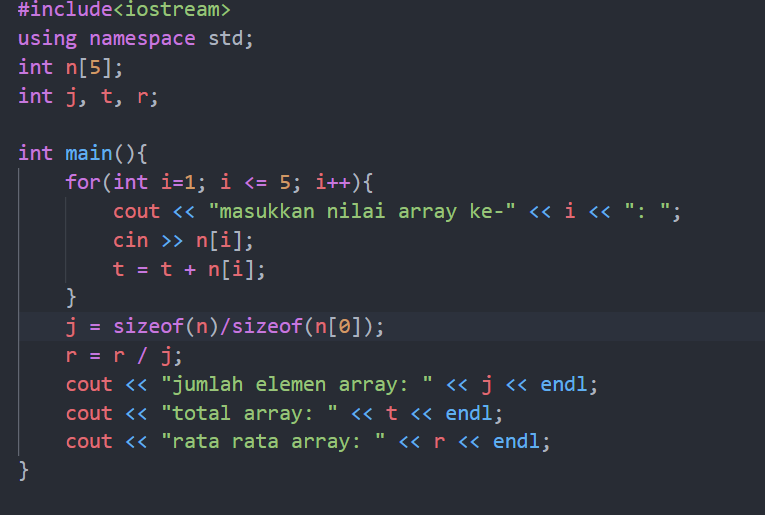 #include<iostream>
using namespace std;
int n[5];
int j, t, r;
int main(){
for(int i=1; i <= 5; i++){
cout << "masukkan nilai array ke-" << i << ": ";
cin >> n[i];
t = t + n[i];
}
j = sizeof(n)/sizeof(n[0]);
r = r / j;
cout << "jumlah elemen array: " << j << endl;
cout << "total array: " << t << endl;
cout << "rata rata array: " << r << endl;
}